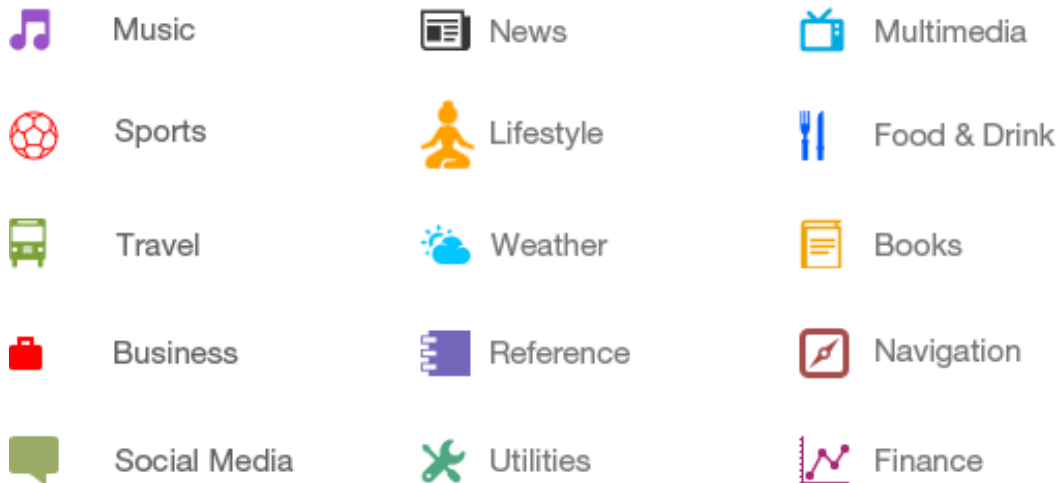 Music
News
Multimedia
Sports
Lifestyle
Food & Drink
Travel
Weather
Books
Business
Reference
Navigation
Social Media
Utilities
Finance